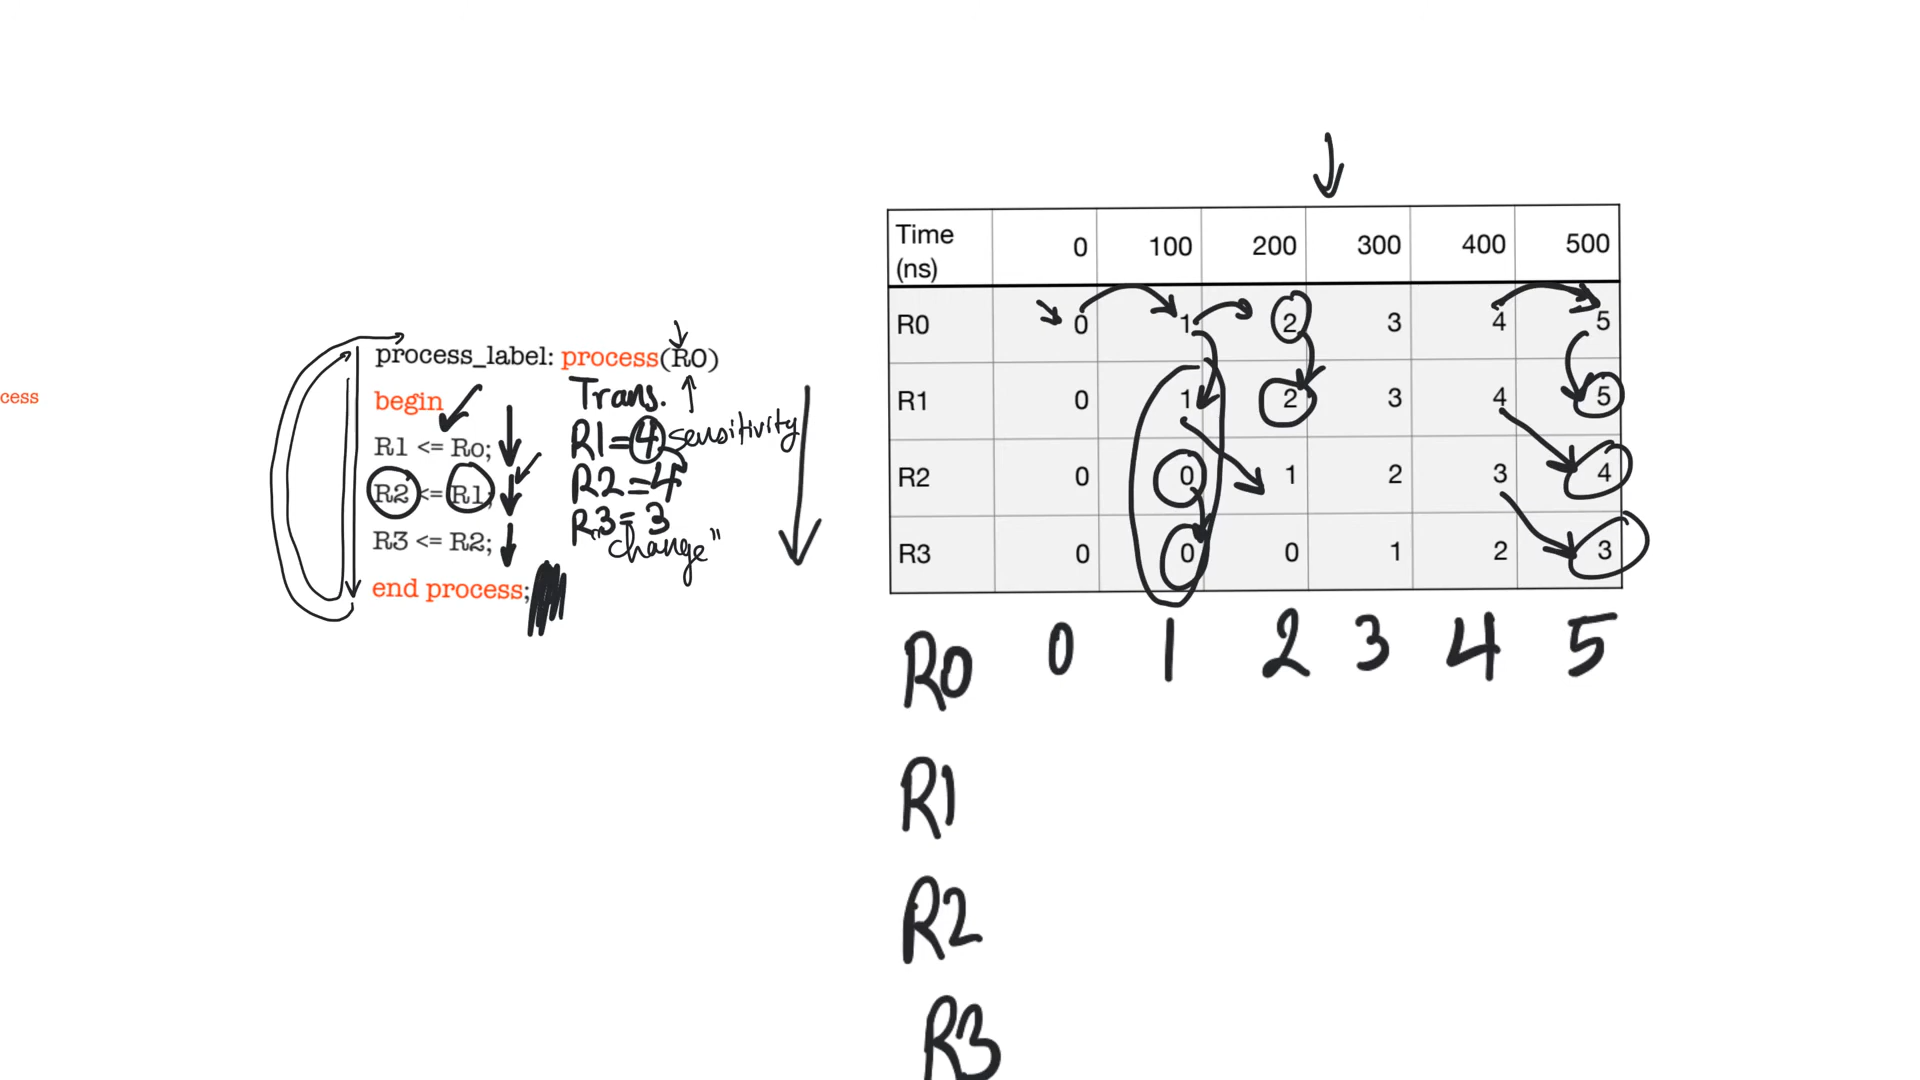 cess
process_label: process(R0)
begin
Trans.
R1 <= Ro;
R1=4 sensitivity
R2 <= R1;
R2=4
R3 <= R2;
R3=3
"change"
end process;
Time (ns) 0 100 200 300 400 500
R0 0 1 2 3 4 5
R1 0 1 2 3 4 5
R2 0 0 1 2 3 4
R3 0 0 0 1 2 3
R0 0 1 2 3 4 5
R1
R2
R3